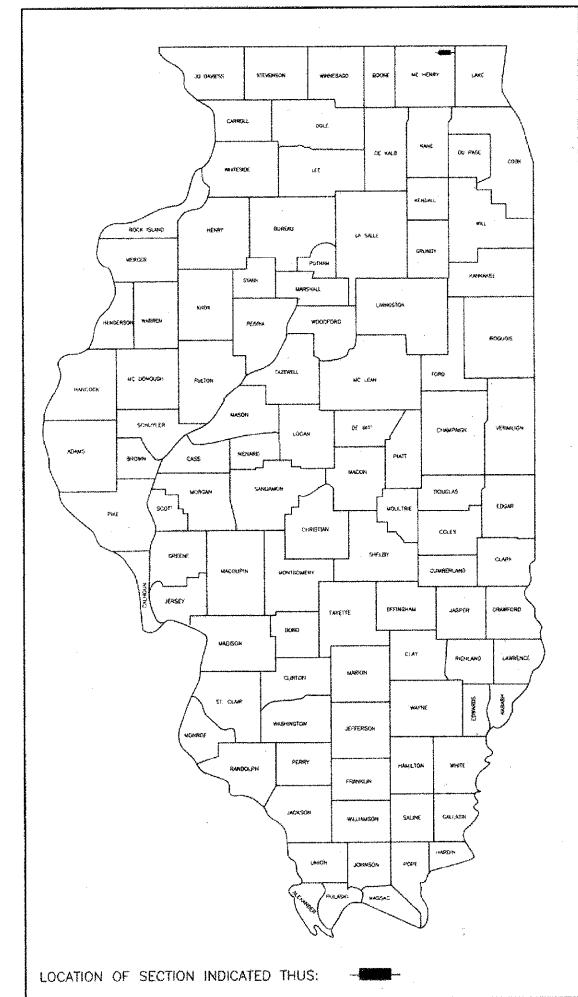 JO DAVIESS STEVENSON WINNEBAGO BOONE MC HENRY LAKE
CARROLL OGLE
WHITESIDE LEE DE KALB KANE DU PAGE COOK
ROCK ISLAND HENRY BUREAU LA SALLE KENDALL WILL
MERCER PUTNAM GRUNDY
STARK MARSHALL KANKAKEE
HENDERSON WARREN KNOX PEORIA WOODFORD LIVINGSTON IROQUOIS
HANCOCK MC DONOUGH FULTON TAZEWELL MC LEAN FORD
SCHUYLER MASON LOGAN DE WITT CHAMPAIGN VERMILION
ADAMS BROWN CASS MENARD PIATT
MORGAN SANGAMON MACON
PIKE SCOTT CHRISTIAN MOULTRIE DOUGLAS EDGAR
COLES
GREENE MACOUPIN MONTGOMERY SHELBY CUMBERLAND CLARK
CALHOUN JERSEY FAYETTE EFFINGHAM JASPER CRAWFORD
MADISON BOND
CLAY RICHLAND LAWRENCE
CLINTON MARION
ST. CLAIR WAYNE EDWARDS WABASH
MONROE WASHINGTON JEFFERSON
RANDOLPH PERRY HAMILTON WHITE
FRANKLIN
JACKSON WILLIAMSON SALINE GALLATIN
UNION JOHNSON POPE HARDIN
ALEXANDER PULASKI MASSAC
LOCATION OF SECTION INDICATED THUS: